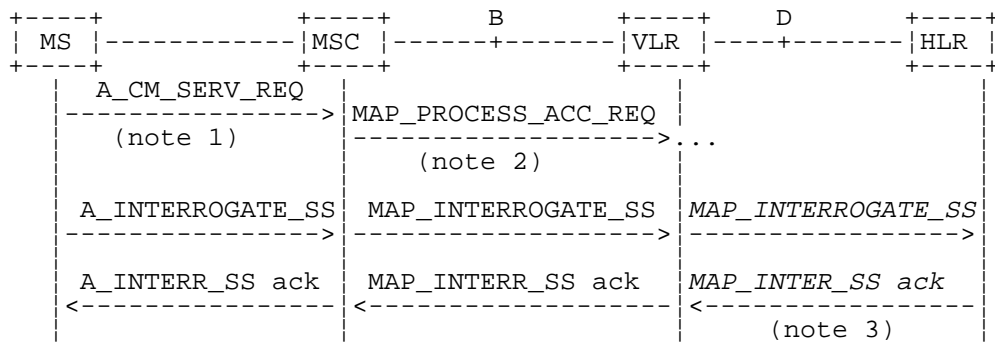 +----+            +----+      B       +----+    D       +----+
¦ MS ¦------------¦MSC ¦------+-------¦VLR ¦----+-------¦HLR ¦
+----+            +----+              +----+            +----+
A_CM_SERV_REQ
---------------->¦MAP_PROCESS_ACC_REQ
(note 1) ------------------->...
(note 2)
A_INTERROGATE_SS¦ MAP_INTERROGATE_SS ¦MAP_INTERROGATE_SS
----------------> -------------------> ----------------->
A_INTERR_SS ack ¦ MAP_INTERR_SS ack ¦MAP_INTER_SS ack
<---------------- <------------------- <-----------------
(note 3)